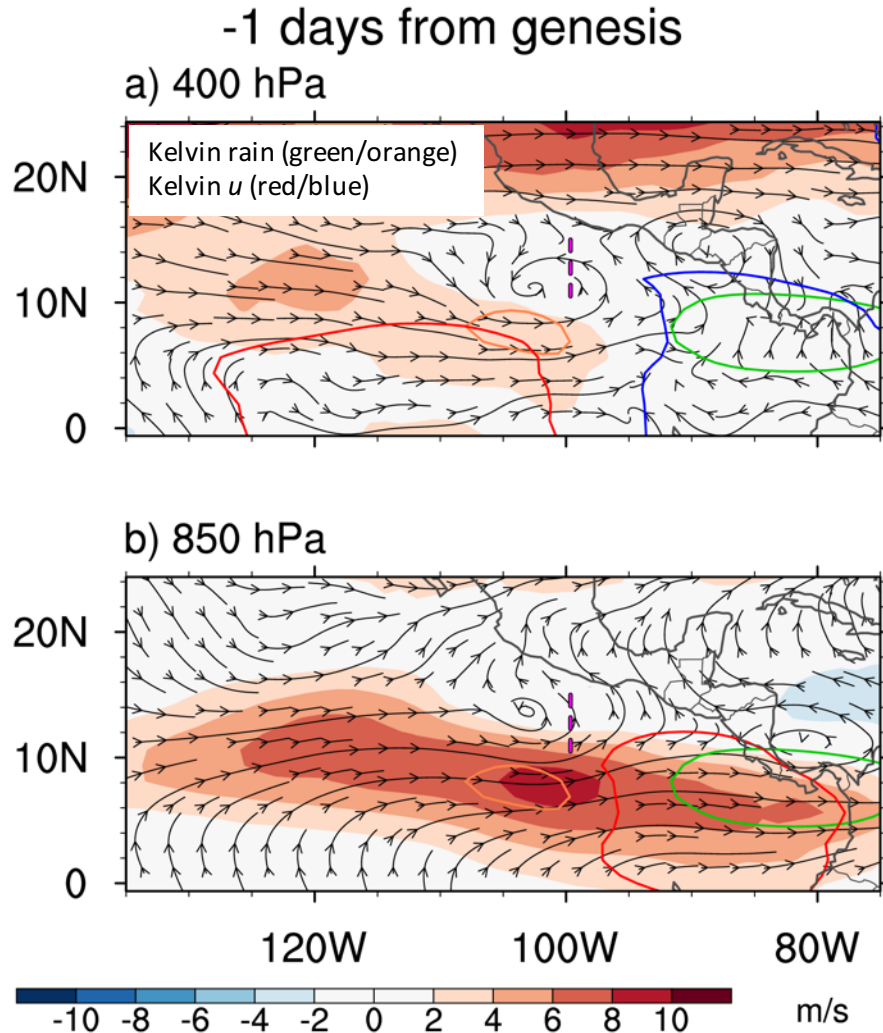 -1 days from genesis
a) 400 hPa
Kelvin rain (green/orange)
Kelvin u (red/blue)
20N
10N
0
b) 850 hPa
20N
10N
0
120W 100W 80W
-10 -8 -6 -4 -2 0 2 4 6 8 10 m/s